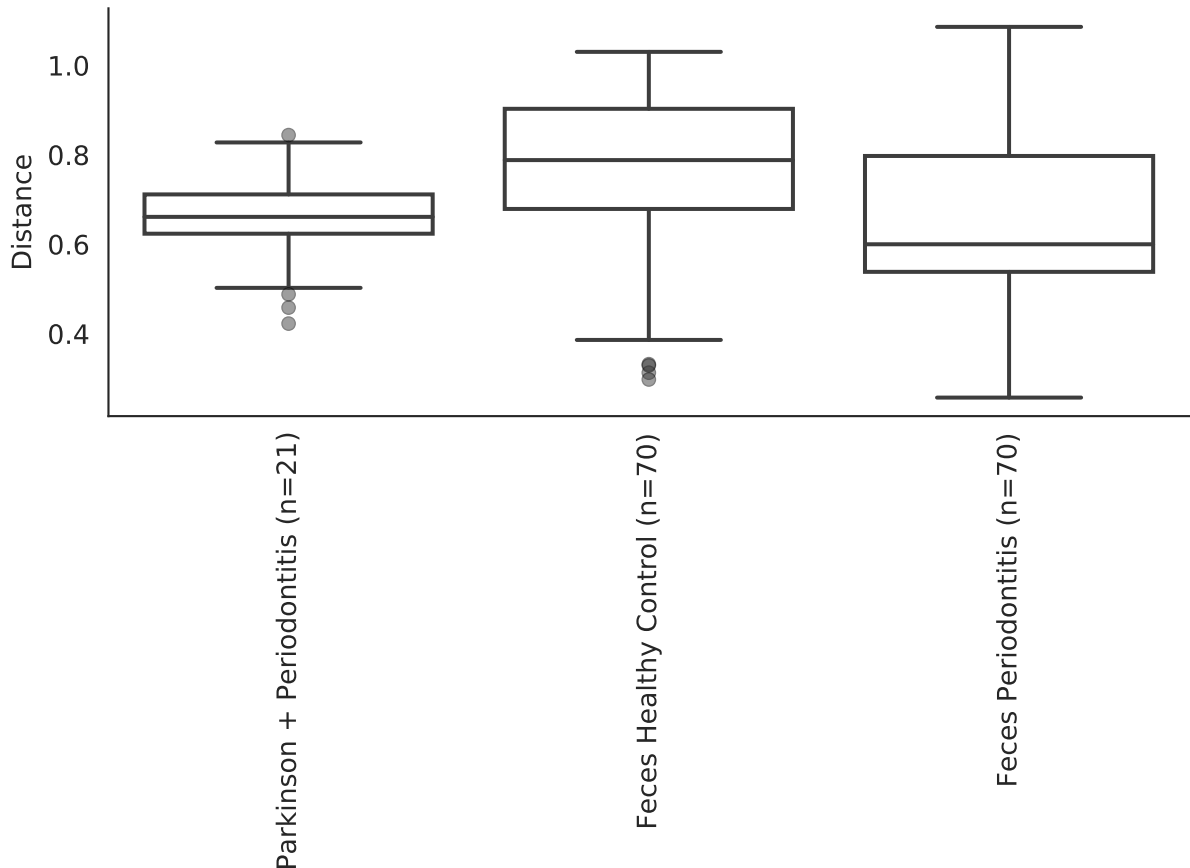 Distance
1.0
0.8
0.6
0.4
Parkinson + Periodontitis (n=21)
Feces Healthy Control (n=70)
Feces Periodontitis (n=70)